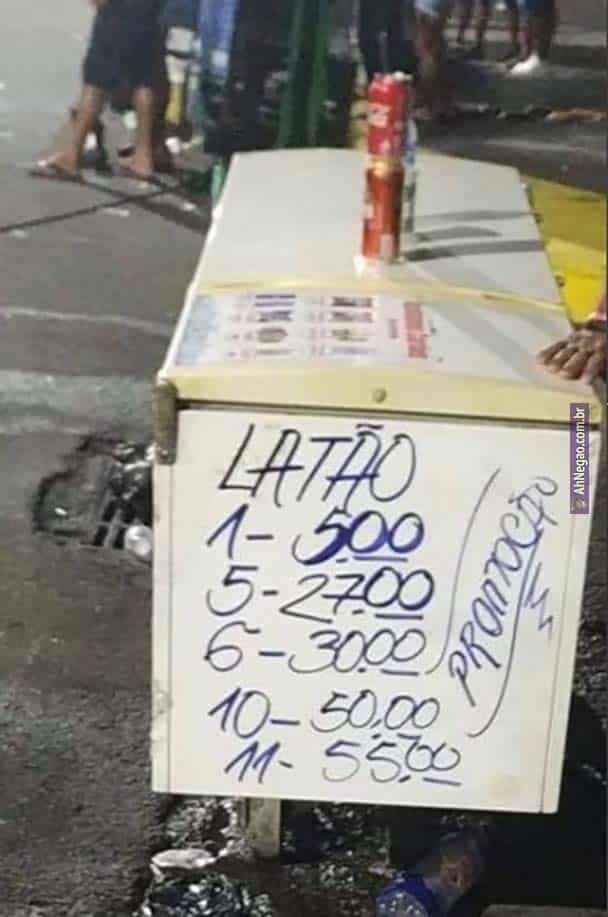 LATÃO
1 - 5,00
5 - 27,00
6 - 30,00
10 - 50,00
11 - 55,00
PROMTOCÃO
AhNegao.com.br